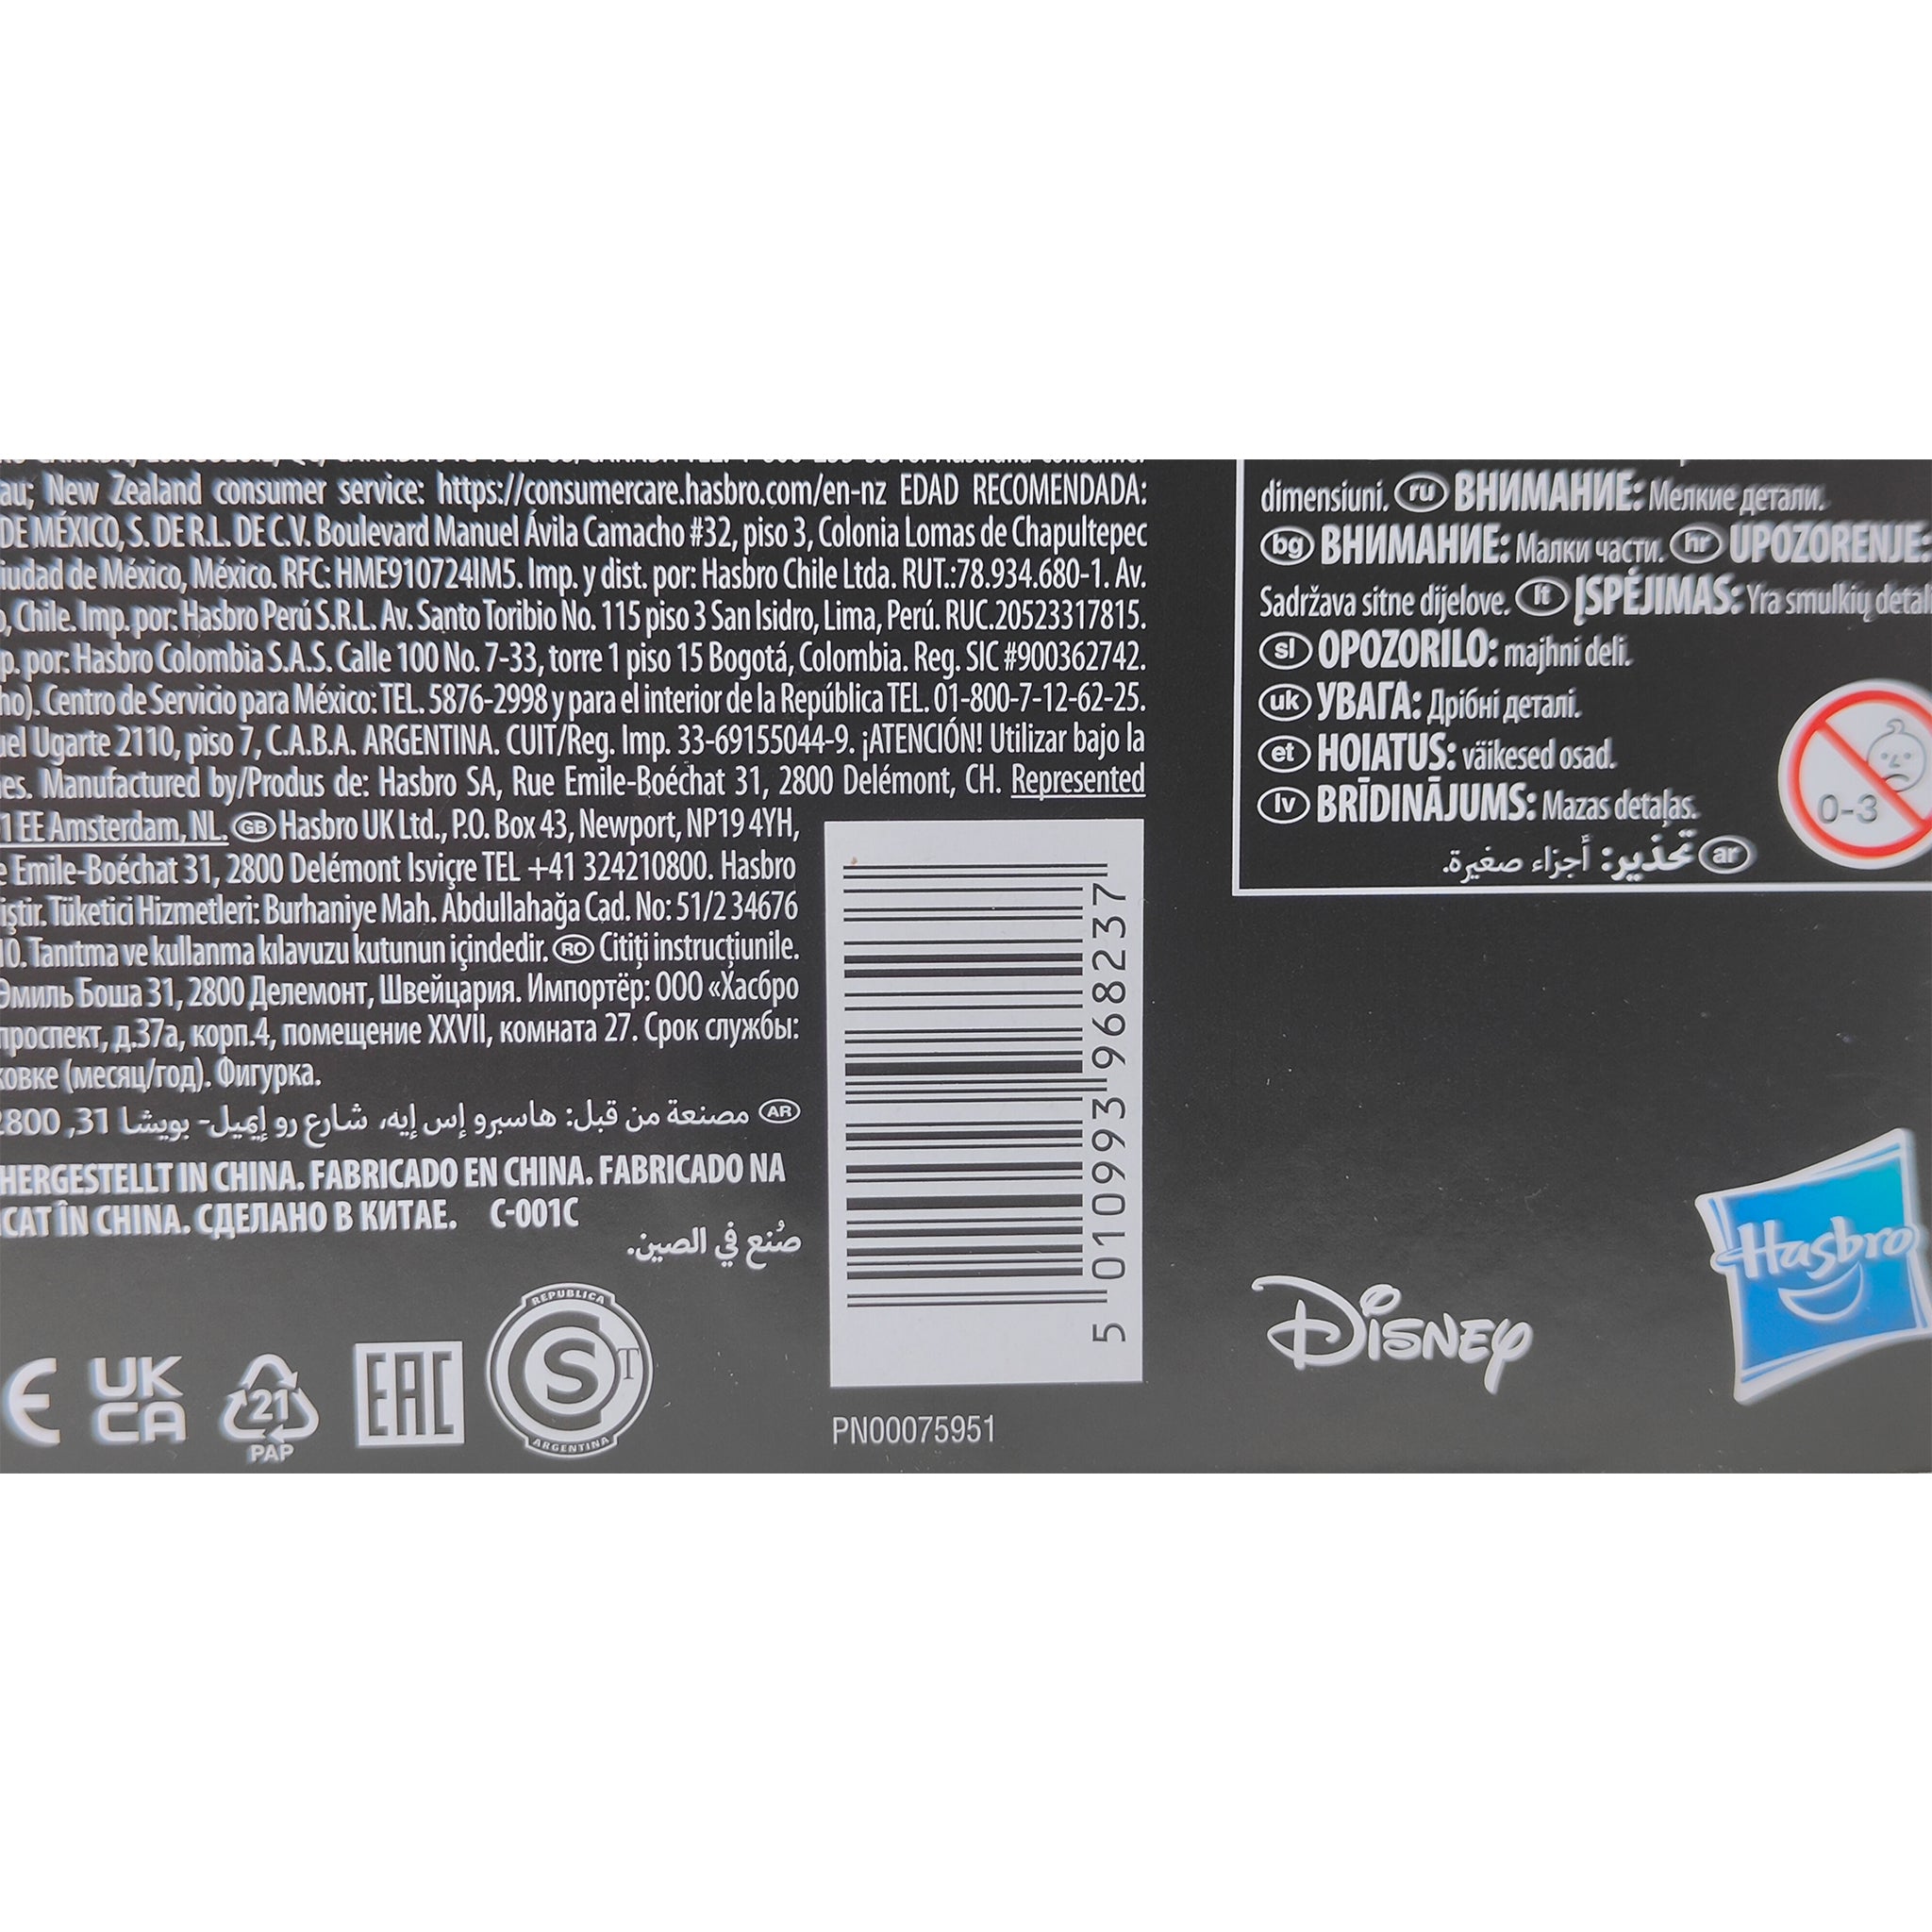 au; New Zealand consumer service: https://consumercare.hasbro.com/en-nz EDAD RECOMENDADA:
DE MÉXICO, S. DE R.L. DE C.V. Boulevard Manuel Ávila Camacho #32, piso 3, Colonia Lomas de Chapultepec
iudad de México, México. RFC: HME910724IM5. Imp. y dist. por: Hasbro Chile Ltda. RUT.:78.934.680-1. Av.
o, Chile. Imp. por: Hasbro Perú S.R.L. Av. Santo Toribio No. 115 piso 3 San Isidro, Lima, Perú. RUC.20523317815.
p. por: Hasbro Colombia S.A.S. Calle 100 No. 7-33, torre 1 piso 15 Bogotá, Colombia. Reg. SIC #900362742.
ho). Centro de Servicio para México: TEL. 5876-2998 y para el interior de la República TEL. 01-800-7-12-62-25.
uel Ugarte 2110, piso 7, C.A.B.A. ARGENTINA. CUIT/Reg. Imp. 33-69155044-9. ¡ATENCIÓN! Utilizar bajo la
es. Manufactured by/Produs de: Hasbro SA, Rue Emile-Boéchat 31, 2800 Delémont, CH. Represented
1 EE Amsterdam, NL. GB Hasbro UK Ltd., P.O. Box 43, Newport, NP19 4YH,
e Emile-Boéchat 31, 2800 Delémont Isviçre TEL +41 324210800. Hasbro
iştir. Tüketici Hizmetleri: Burhaniye Mah. Abdullahağa Cad. No: 51/2 34676
10. Tanıtma ve kullanma kılavuzu kutunun içindedir. RO Citiți instrucțiunile.
Эмиль Боша 31, 2800 Делемонт, Швейцария. Импортёр: ООО «Хасбро
проспект, д.37а, корп.4, помещение XXVII, комната 27. Срок службы:
ковке (месяц/год). Фигурка.
AR مصنعة من قبل: هاسبرو إس إيه، شارع رو إيميل- بويشا 31, 2800
HERGESTELLT IN CHINA. FABRICADO EN CHINA. FABRICADO NA
CAT ÎN CHINA. СДЕЛАНО В КИТАЕ. C-001C
صُنع في الصين.
CE
UK
CA
21
PAP
EAC
REPUBLICA
S T
ARGENTINA
5 010993 968237
PN00075951
dimensiuni. ru ВНИМАНИЕ: Мелкие детали.
bg ВНИМАНИЕ: Малки части. hr UPOZORENJE:
Sadržava sitne dijelove. lt ĮSPĖJIMAS: Yra smulkių detal
sl OPOZORILO: majhni deli.
uk УВАГА: Дрібні деталі.
et HOIATUS: väikesed osad.
lv BRĪDINĀJUMS: Mazas detaļas.
ar تحذير: أجزاء صغيرة.
0-3
Disney
Hasbro